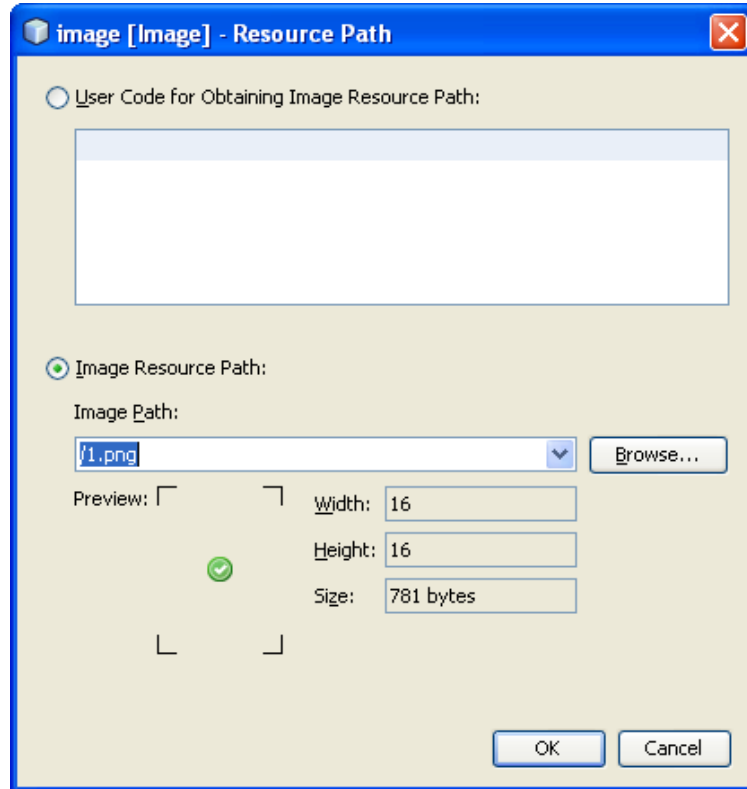 image [Image] - Resource Path
User Code for Obtaining Image Resource Path:
Image Resource Path:
Image Path:
/1.png
Browse...
Preview:
Width: 16
Height: 16
Size: 781 bytes
OK Cancel